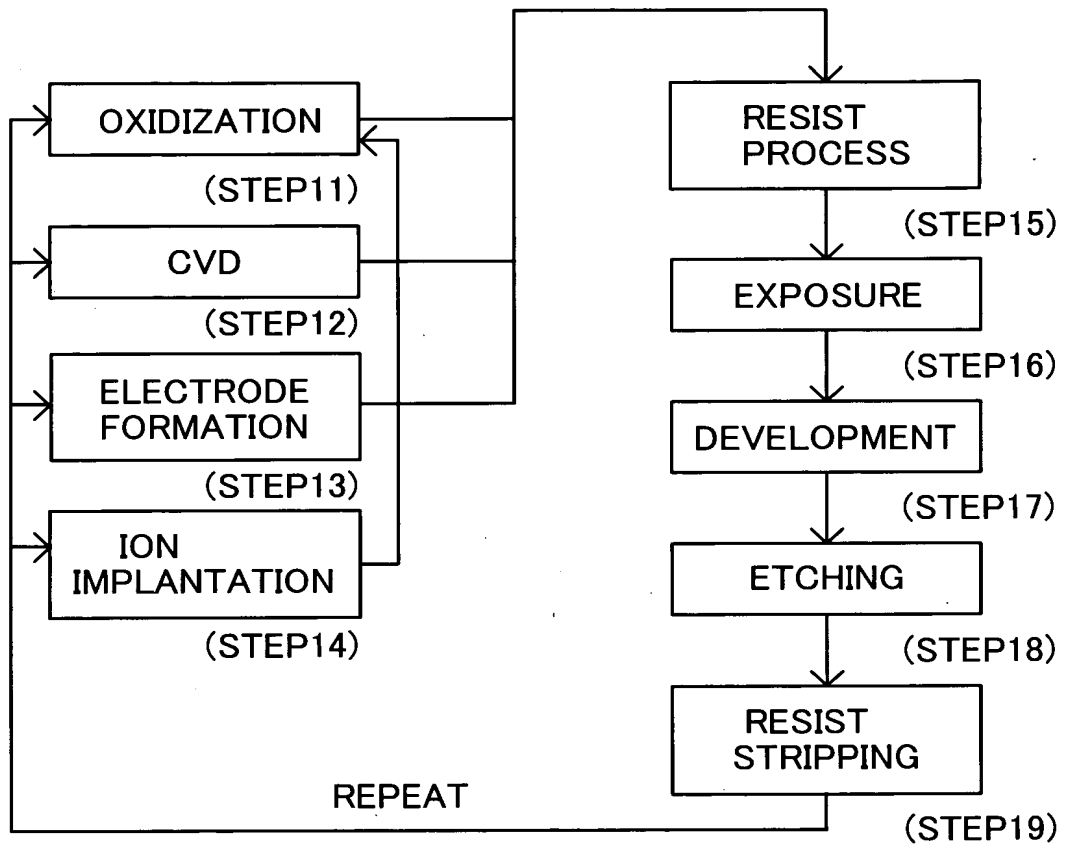 OXIDIZATION
(STEP11)
CVD
(STEP12)
ELECTRODE
FORMATION
(STEP13)
ION
IMPLANTATION
(STEP14)
RESIST
PROCESS
(STEP15)
EXPOSURE
(STEP16)
DEVELOPMENT
(STEP17)
ETCHING
(STEP18)
RESIST
STRIPPING
(STEP19)
REPEAT